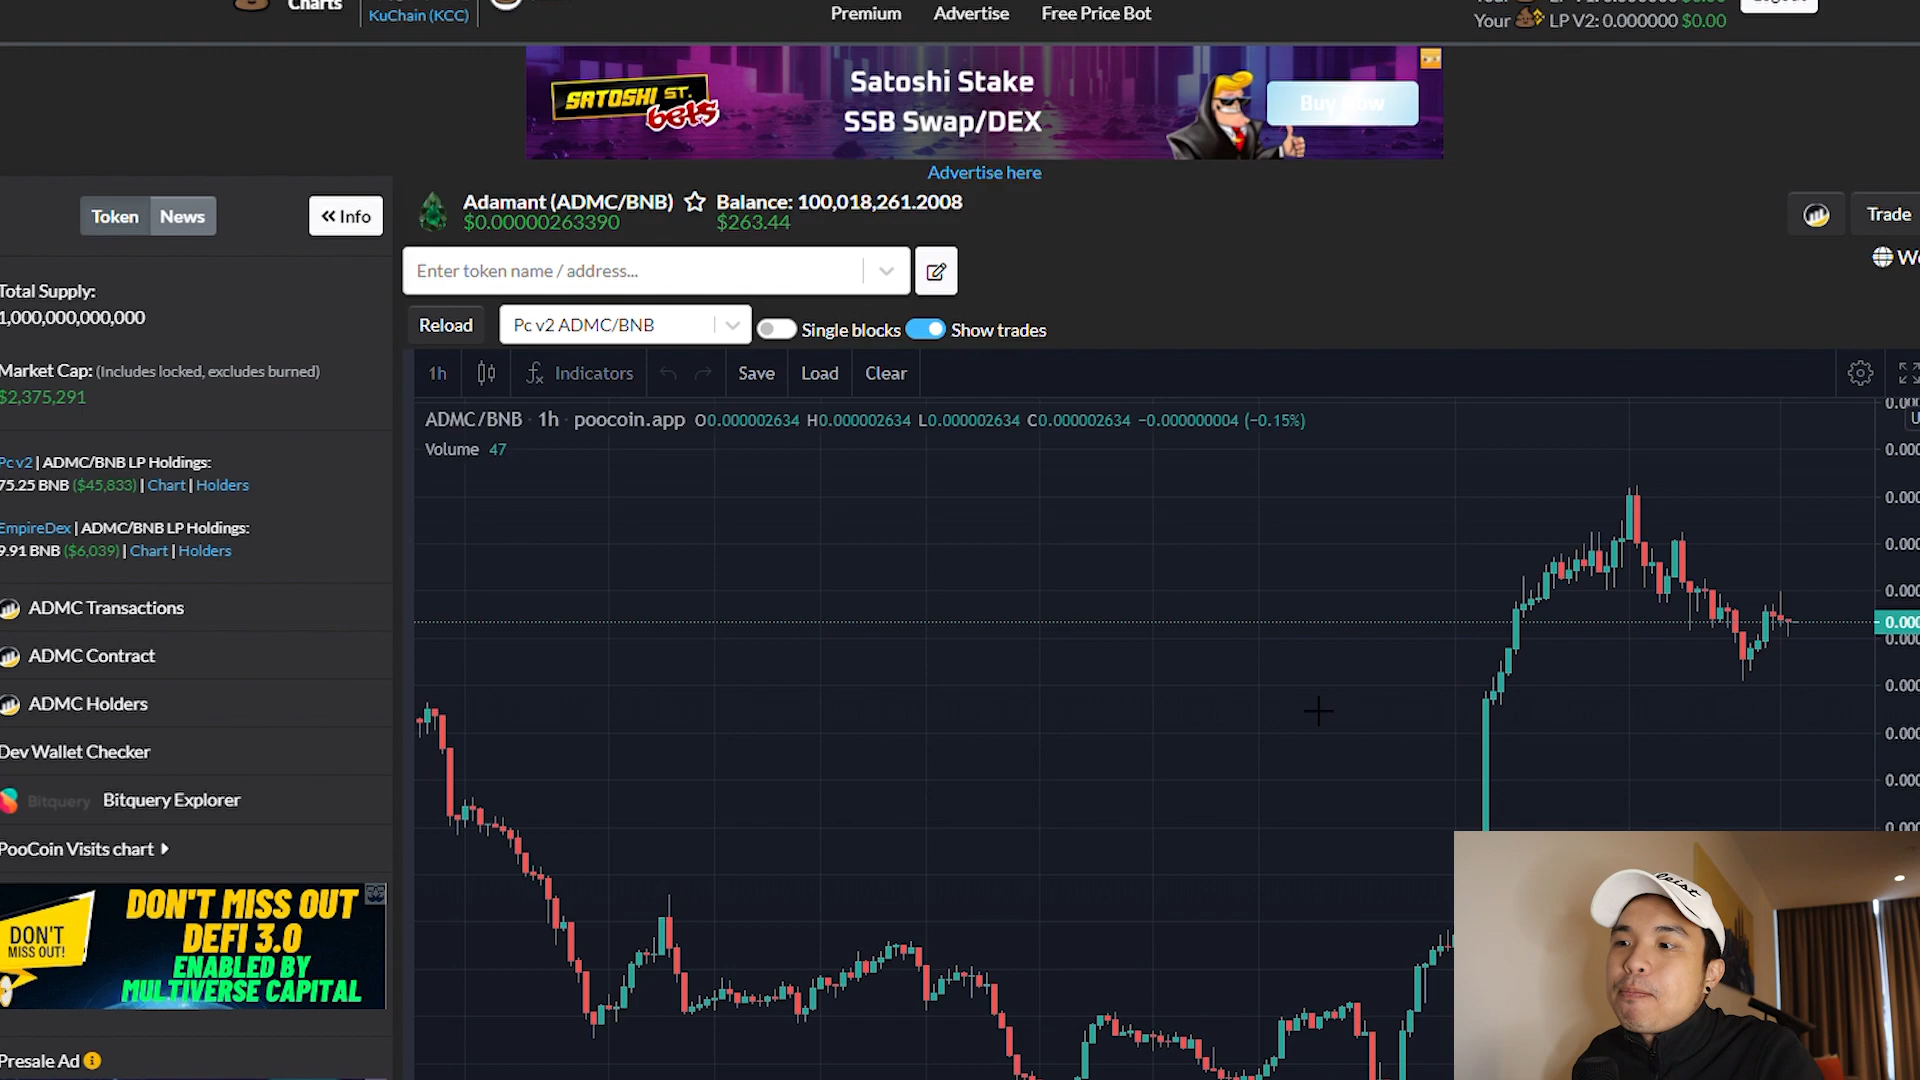 Charts
KuChain (KCC)
Premium
Advertise
Free Price Bot
Your LP V2: 0.000000 $0.00
SATOSHI ST.
bets
Satoshi Stake
SSB Swap/DEX
Buy Now
Advertise here
Token
News
Info
Adamant (ADMC/BNB)
$0.00000263390
Balance: 100,018,261.2008
$263.44
Trade
Enter token name / address...
Reload
Pc v2 ADMC/BNB
Single blocks
Show trades
Total Supply:
1,000,000,000,000
Market Cap: (Includes locked, excludes burned)
$2,375,291
Pc v2 | ADMC/BNB LP Holdings:
75.25 BNB ($45,833) | Chart | Holders
EmpireDex | ADMC/BNB LP Holdings:
9.91 BNB ($6,039) | Chart | Holders
ADMC Transactions
ADMC Contract
ADMC Holders
Dev Wallet Checker
Bitquery Bitquery Explorer
PooCoin Visits chart
DON'T
MISS OUT!
DON'T MISS OUT
DEFI 3.0
ENABLED BY
MULTIVERSE CAPITAL
Presale Ad
1h
Indicators
Save
Load
Clear
ADMC/BNB · 1h · poocoin.app O0.000002634 H0.000002634 L0.000002634 C0.000002634 −0.000000004 (−0.15%)
Volume 47